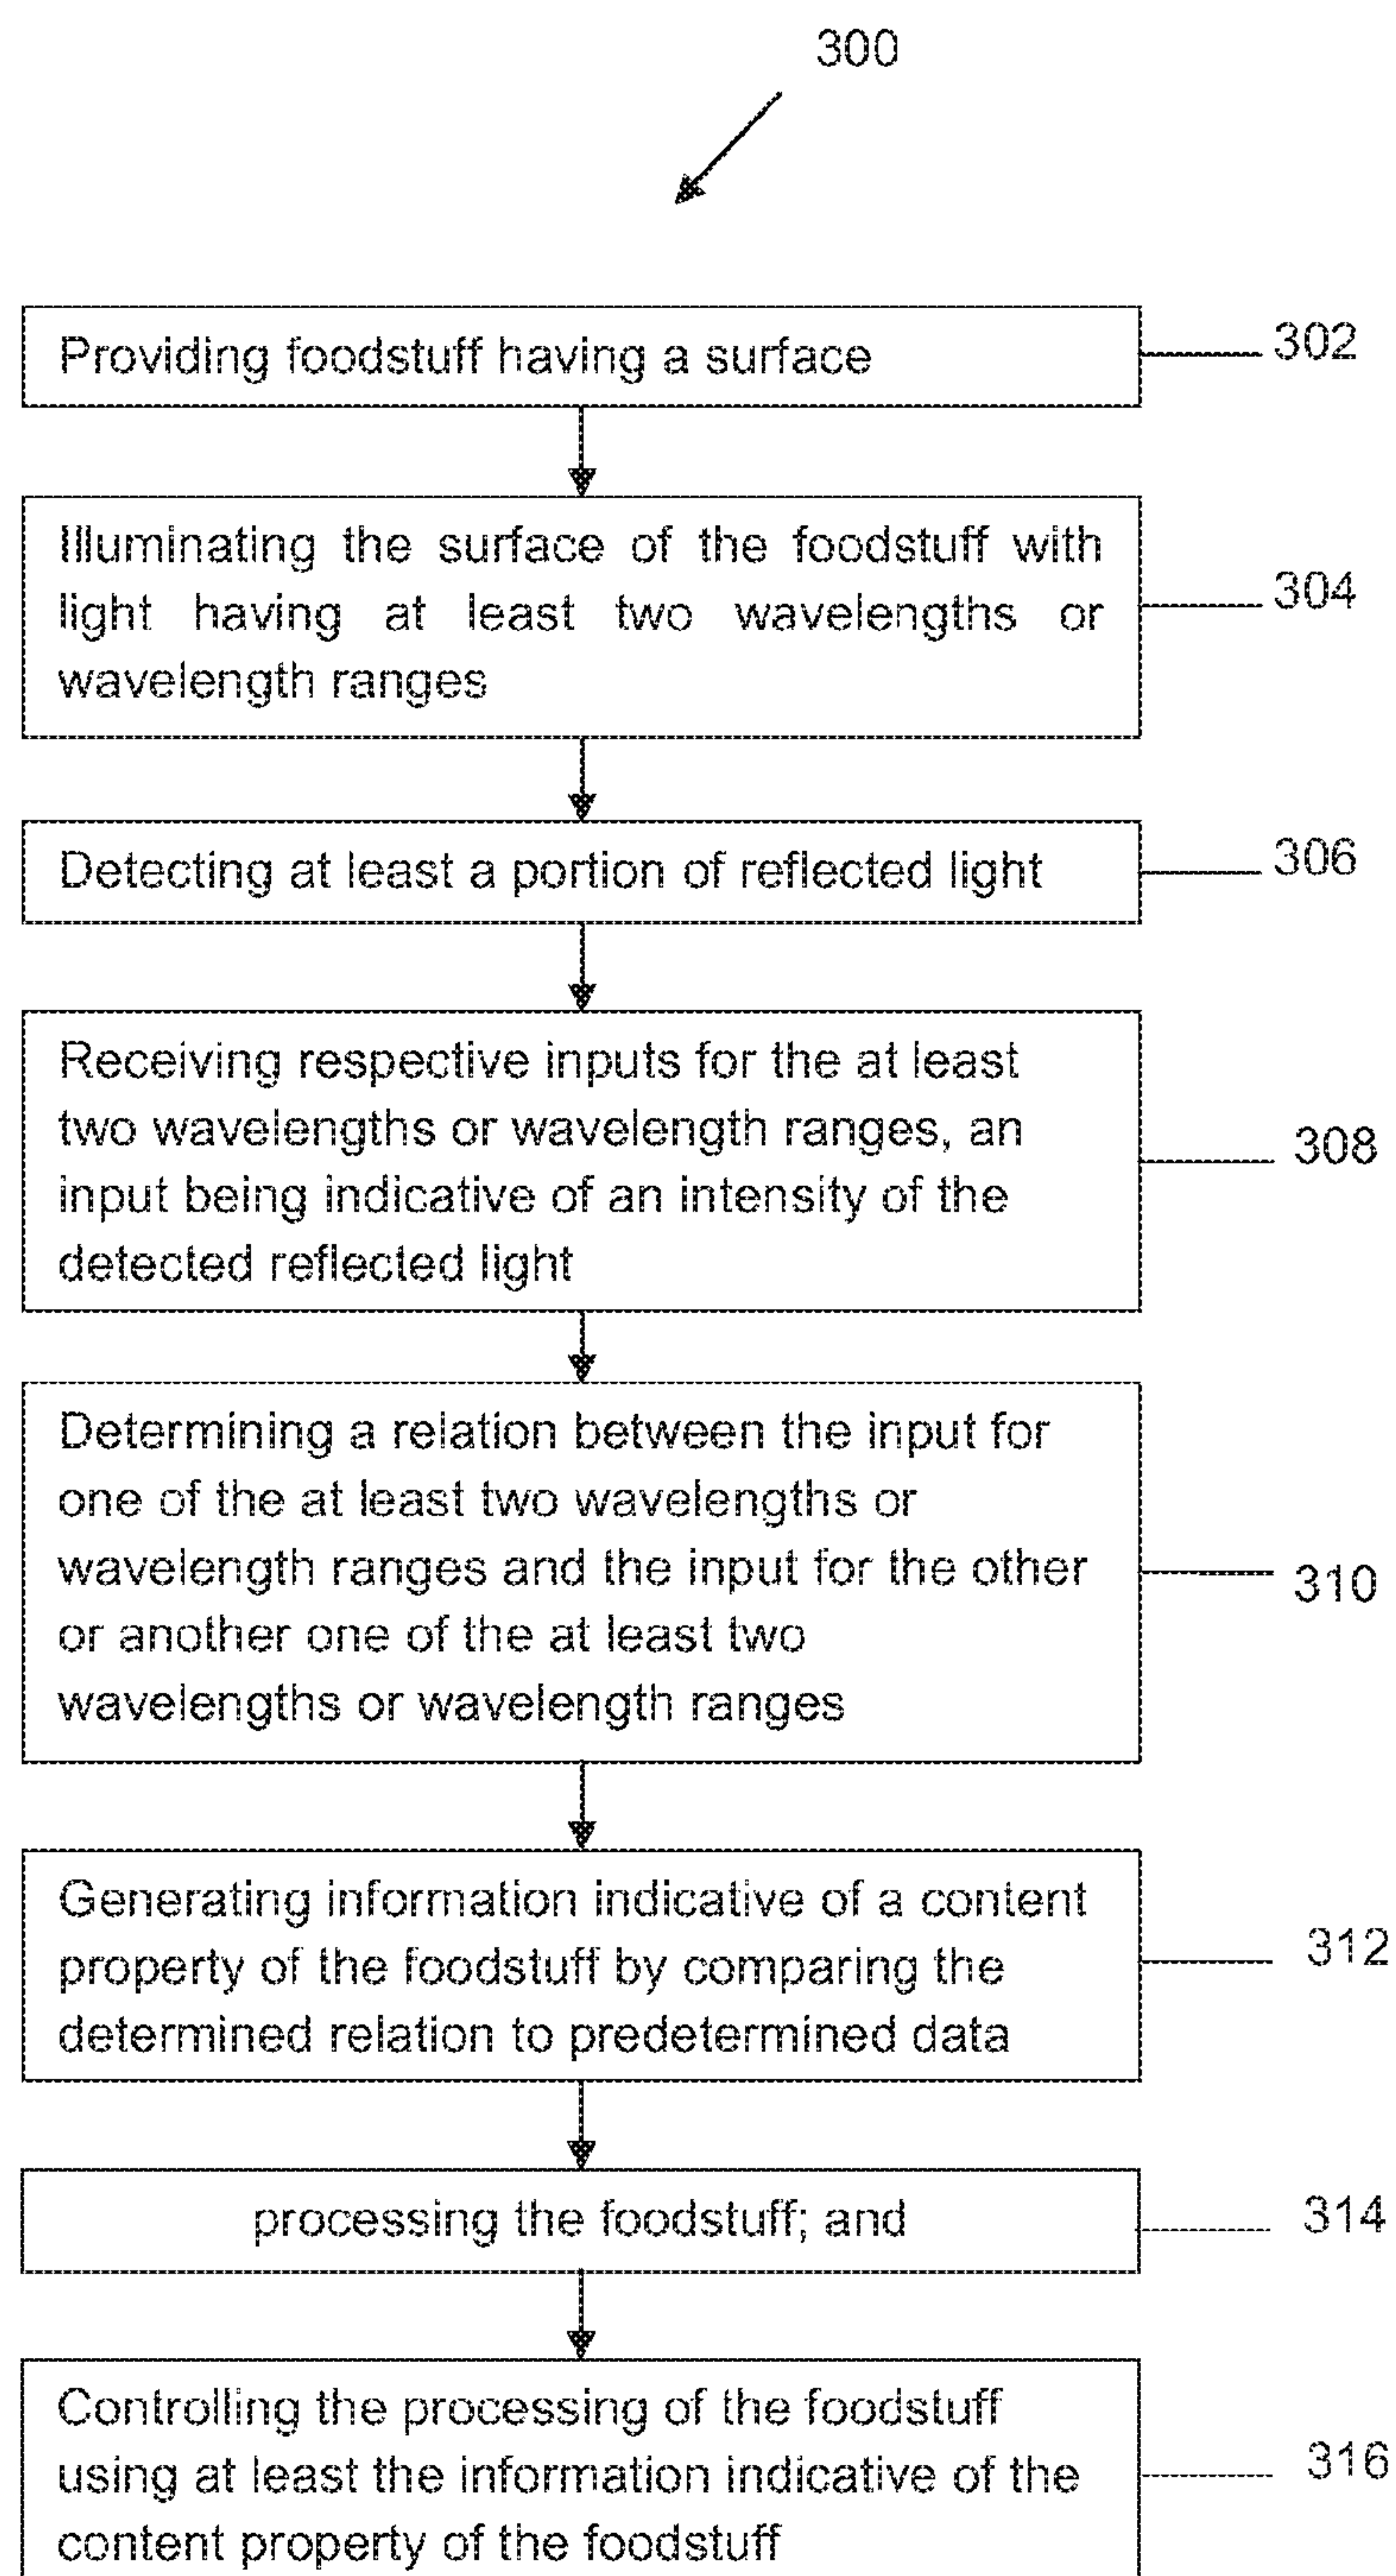 300
Providing foodstuff having a surface
302
Illuminating the surface of the foodstuff with
light having at least two wavelengths or
wavelength ranges
304
Detecting at least a portion of reflected light
306
Receiving respective inputs for the at least
two wavelengths or wavelength ranges, an
input being indicative of an intensity of the
detected reflected light
308
Determining a relation between the input for
one of the at least two wavelengths or
wavelength ranges and the input for the other
or another one of the at least two
wavelengths or wavelength ranges
310
Generating information indicative of a content
property of the foodstuff by comparing the
determined relation to predetermined data
312
processing the foodstuff; and
314
Controlling the processing of the foodstuff
using at least the information indicative of the
content property of the foodstuff
316